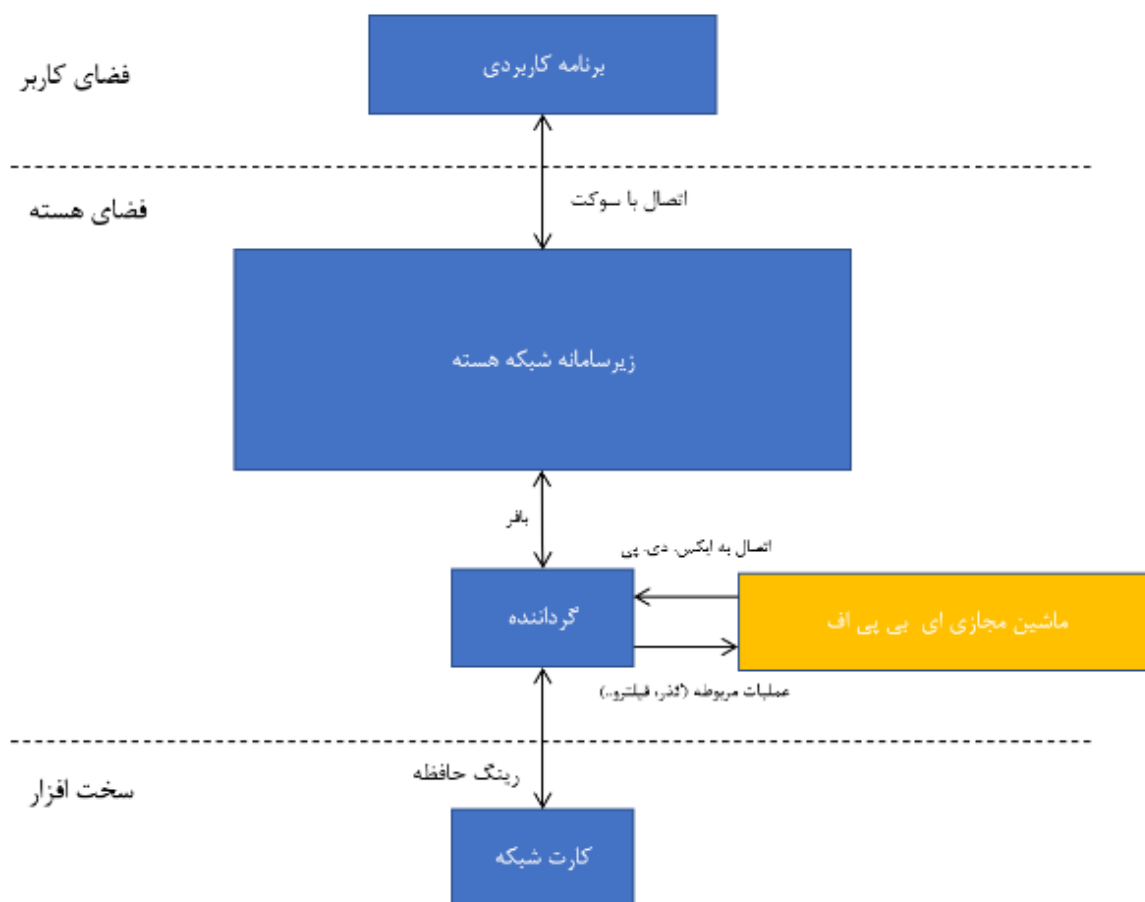 برنامه کاربردی
فضای کاربر
اتصال با سوکت
فضای هسته
زیرسامانه شبکه هسته
بافر
اتصال به ایکس. دی. پی
گرداننده
ماشین مجازی ای بی پی اف
عملیات مربوطه (گذر، فیلترو..)
رینگ حافظه
سخت افزار
کارت شبکه